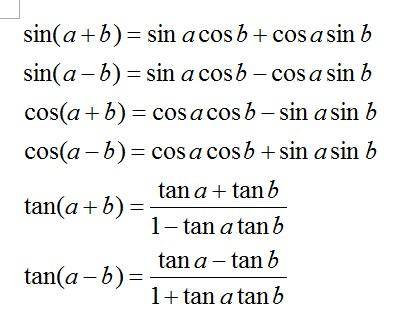 sin(a+b)=sin a cos b+cos a sin b
sin(a−b)=sin a cos b−cos a sin b
cos(a+b)=cos a cos b−sin a sin b
cos(a−b)=cos a cos b+sin a sin b
tan(a+b)=
tan a+tan b
1−tan a tan b
tan(a−b)=
tan a−tan b
1+tan a tan b